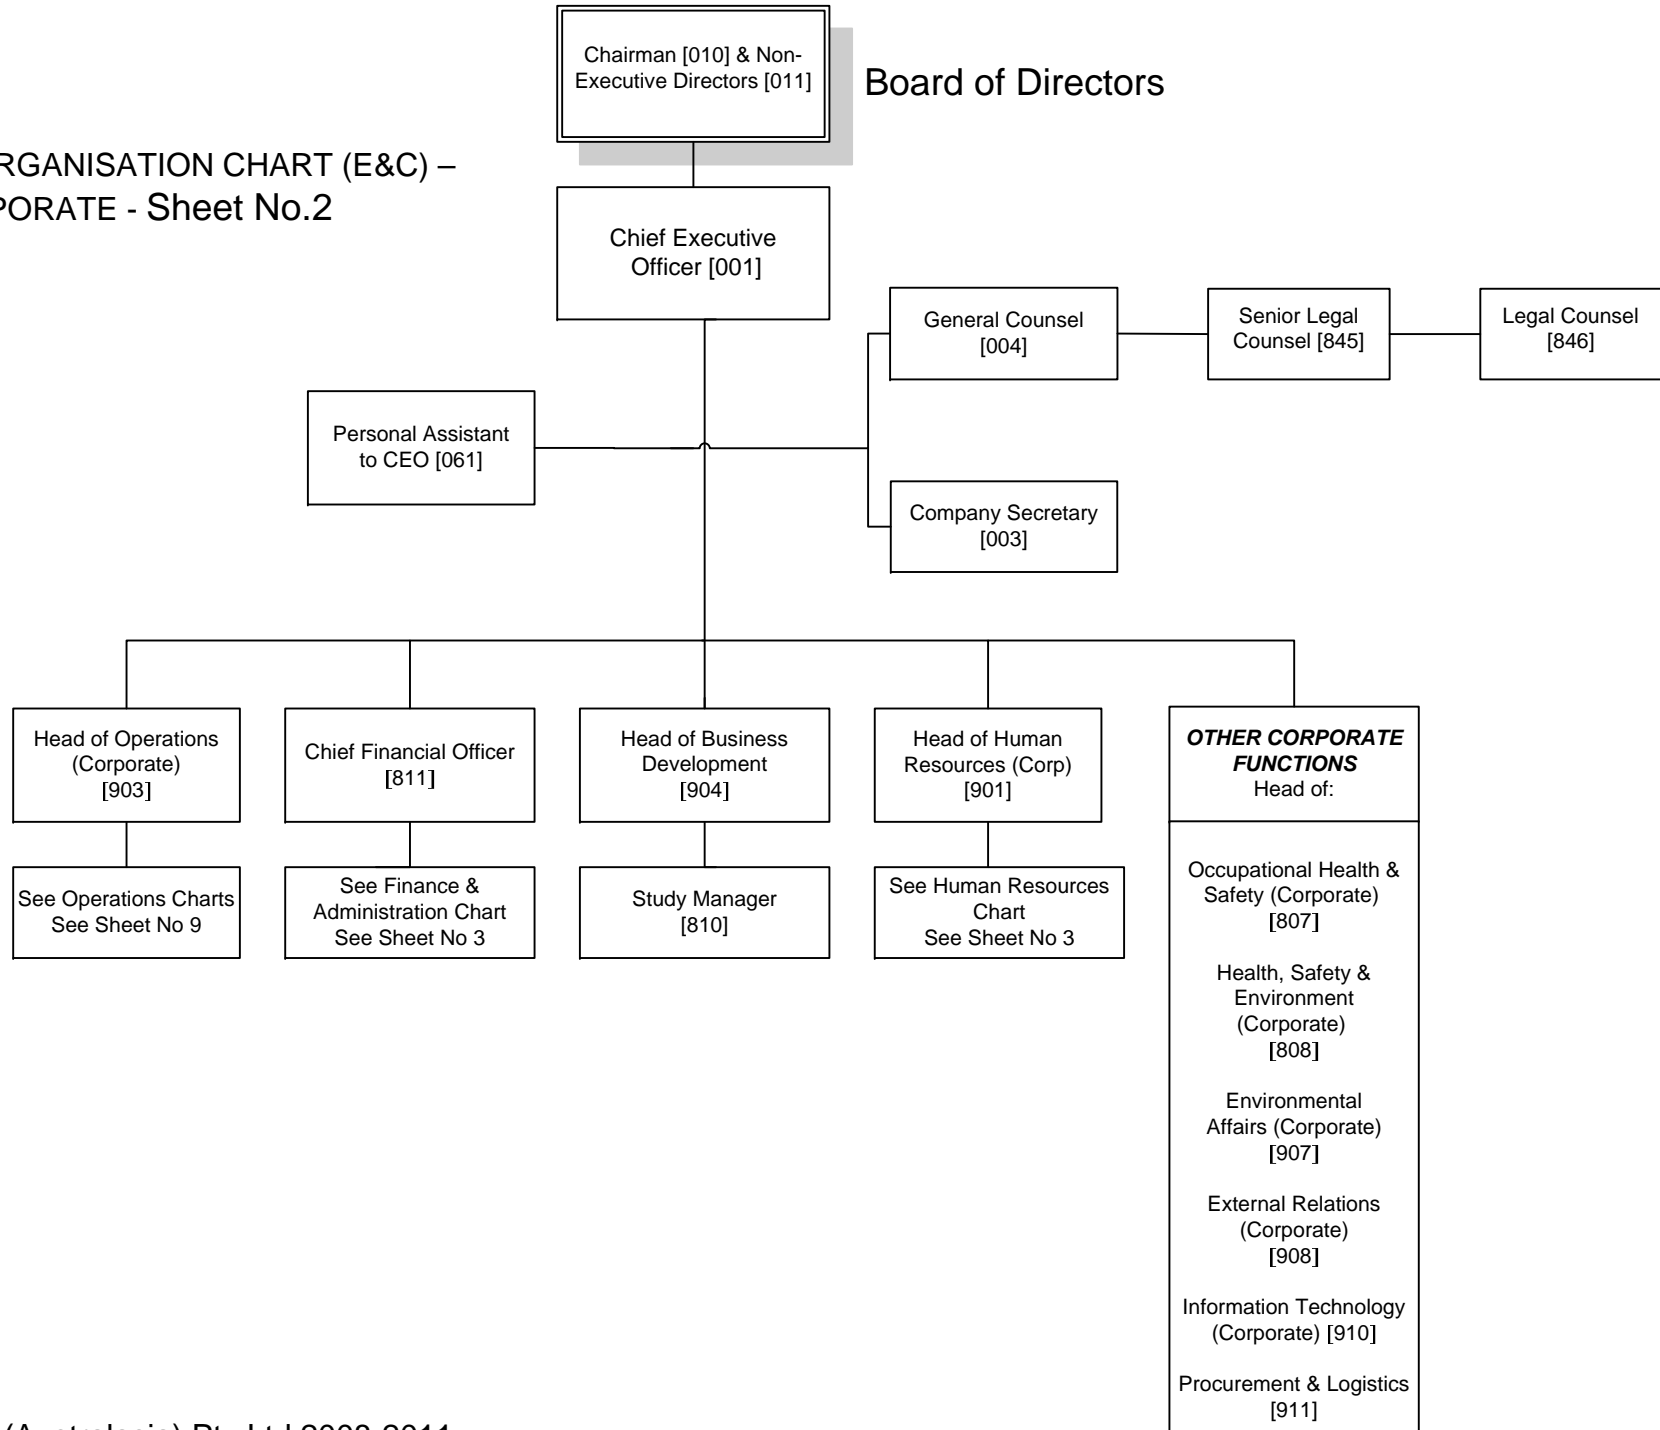 Chairman [010] & Non-
Executive Directors [011]
Board of Directors
RGANISATION CHART (E&C) –
PORATE - Sheet No.2
Chief Executive
Officer [001]
General Counsel
[004]
Senior Legal
Counsel [845]
Legal Counsel
[846]
Personal Assistant
to CEO [061]
Company Secretary
[003]
Head of Operations
(Corporate)
[903]
Chief Financial Officer
[811]
Head of Business
Development
[904]
Head of Human
Resources (Corp)
[901]
OTHER CORPORATE
FUNCTIONS
Head of:
See Operations Charts
See Sheet No 9
See Finance &
Administration Chart
See Sheet No 3
Study Manager
[810]
See Human Resources
Chart
See Sheet No 3
Occupational Health &
Safety (Corporate)
[807]
Health, Safety &
Environment
(Corporate)
[808]
Environmental
Affairs (Corporate)
[907]
External Relations
(Corporate)
[908]
Information Technology
(Corporate) [910]
Procurement & Logistics
[911]
(Australasia) Pty Ltd 2008-2011